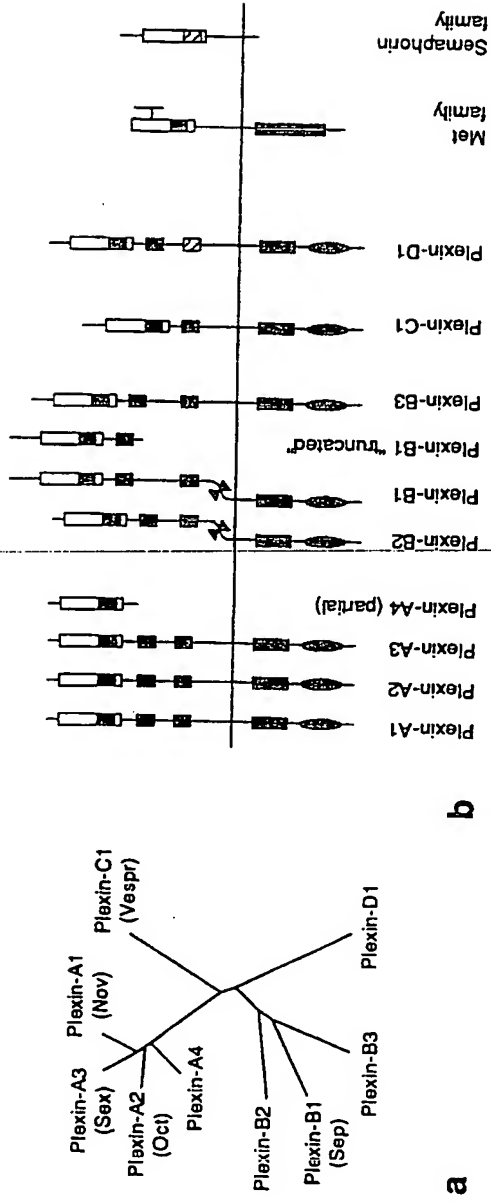 a
Plexin-A3
(Sex)
Plexin-A1
(Nov)
Plexin-A2
(Oct)
Plexin-A4
Plexin-C1
(Vespr)
Plexin-B2
Plexin-B1
(Sep)
Plexin-B3
Plexin-D1
b
Plexin-A1
Plexin-A2
Plexin-A3
Plexin-A4 (partial)
Plexin-B2
Plexin-B1
Plexin-B1 "truncated"
Plexin-B3
Plexin-C1
Plexin-D1
Met
family
Semaphorin
family